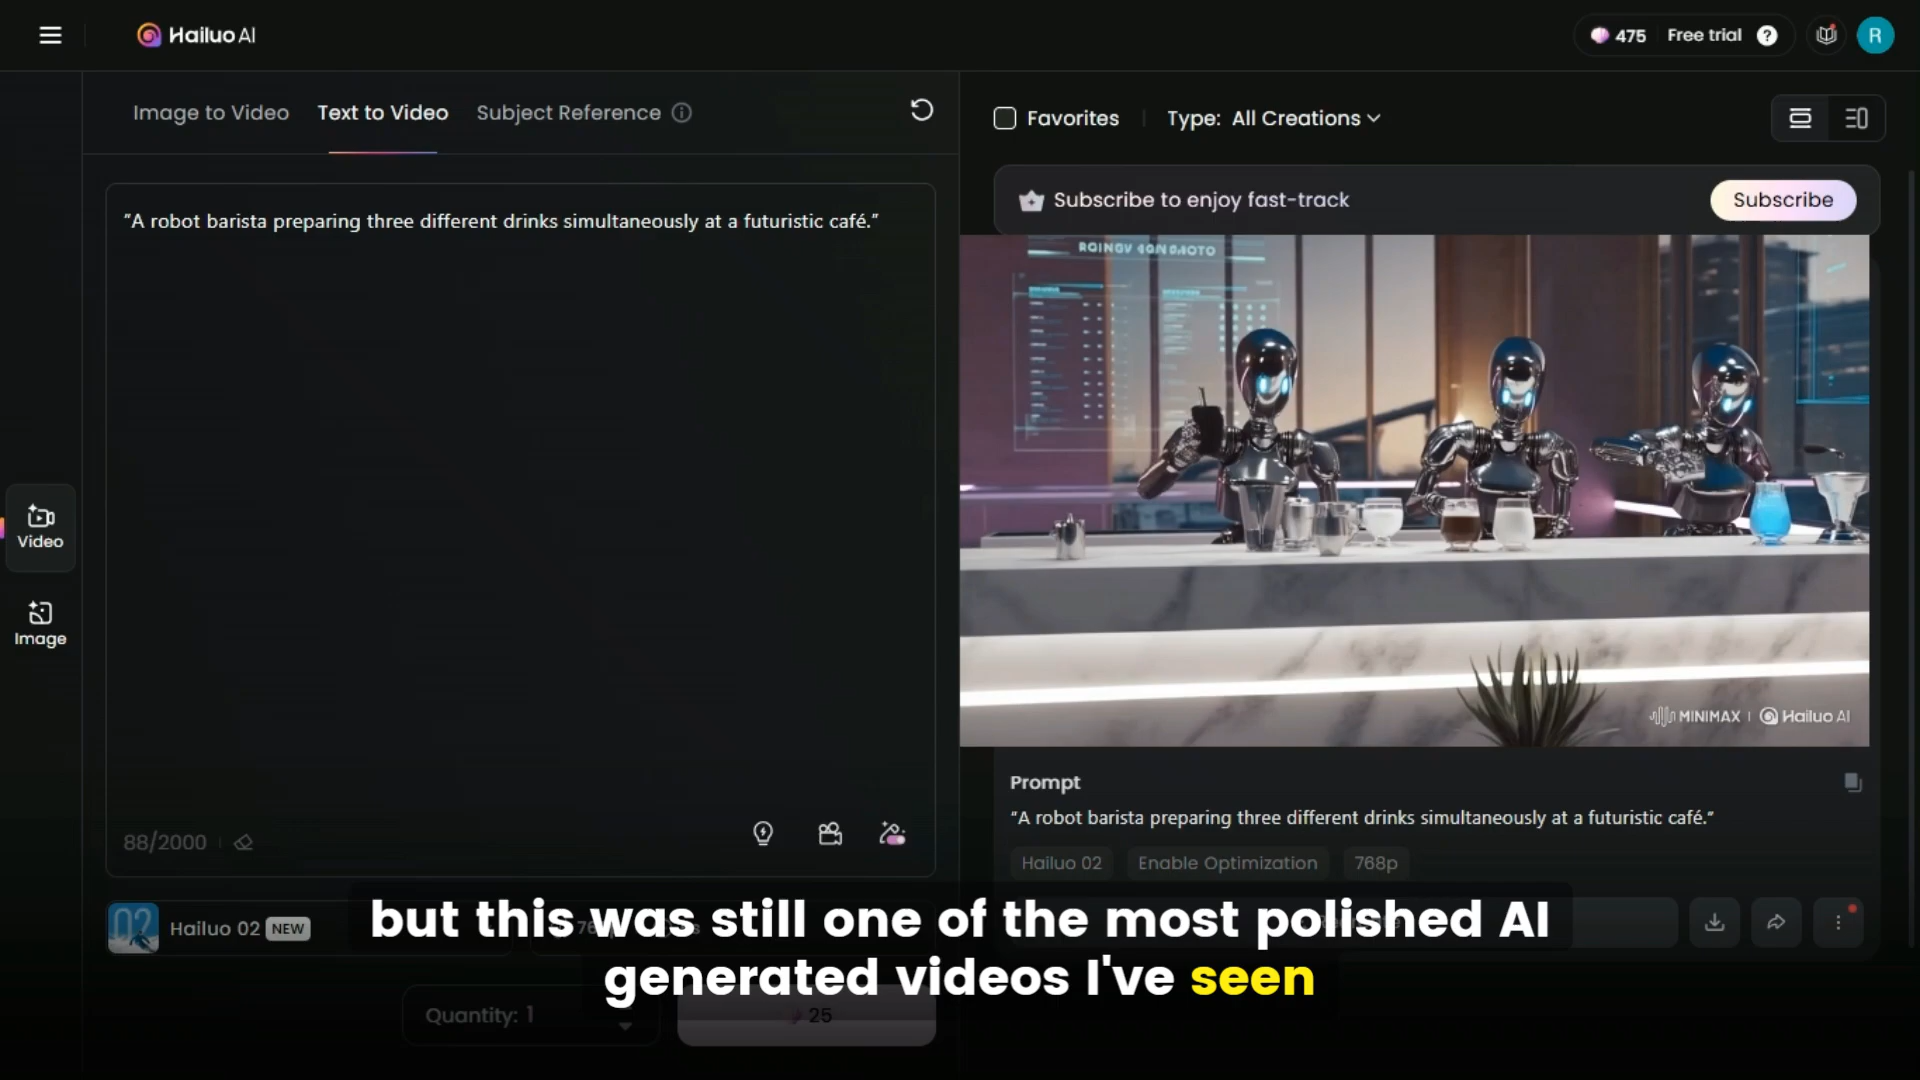 Hailuo AI
475 Free trial ?
R
Image to Video Text to Video Subject Reference
Favorites Type: All Creations
Subscribe to enjoy fast-track Subscribe
"A robot barista preparing three different drinks simultaneously at a futuristic café."
Video
Image
MINIMAX | Hailuo AI
88/2000
Prompt
"A robot barista preparing three different drinks simultaneously at a futuristic café."
Hailuo 02 Enable Optimization 768p
02 Hailuo 02 NEW
but this was still one of the most polished AI
generated videos I've seen
Quantity: 1 25